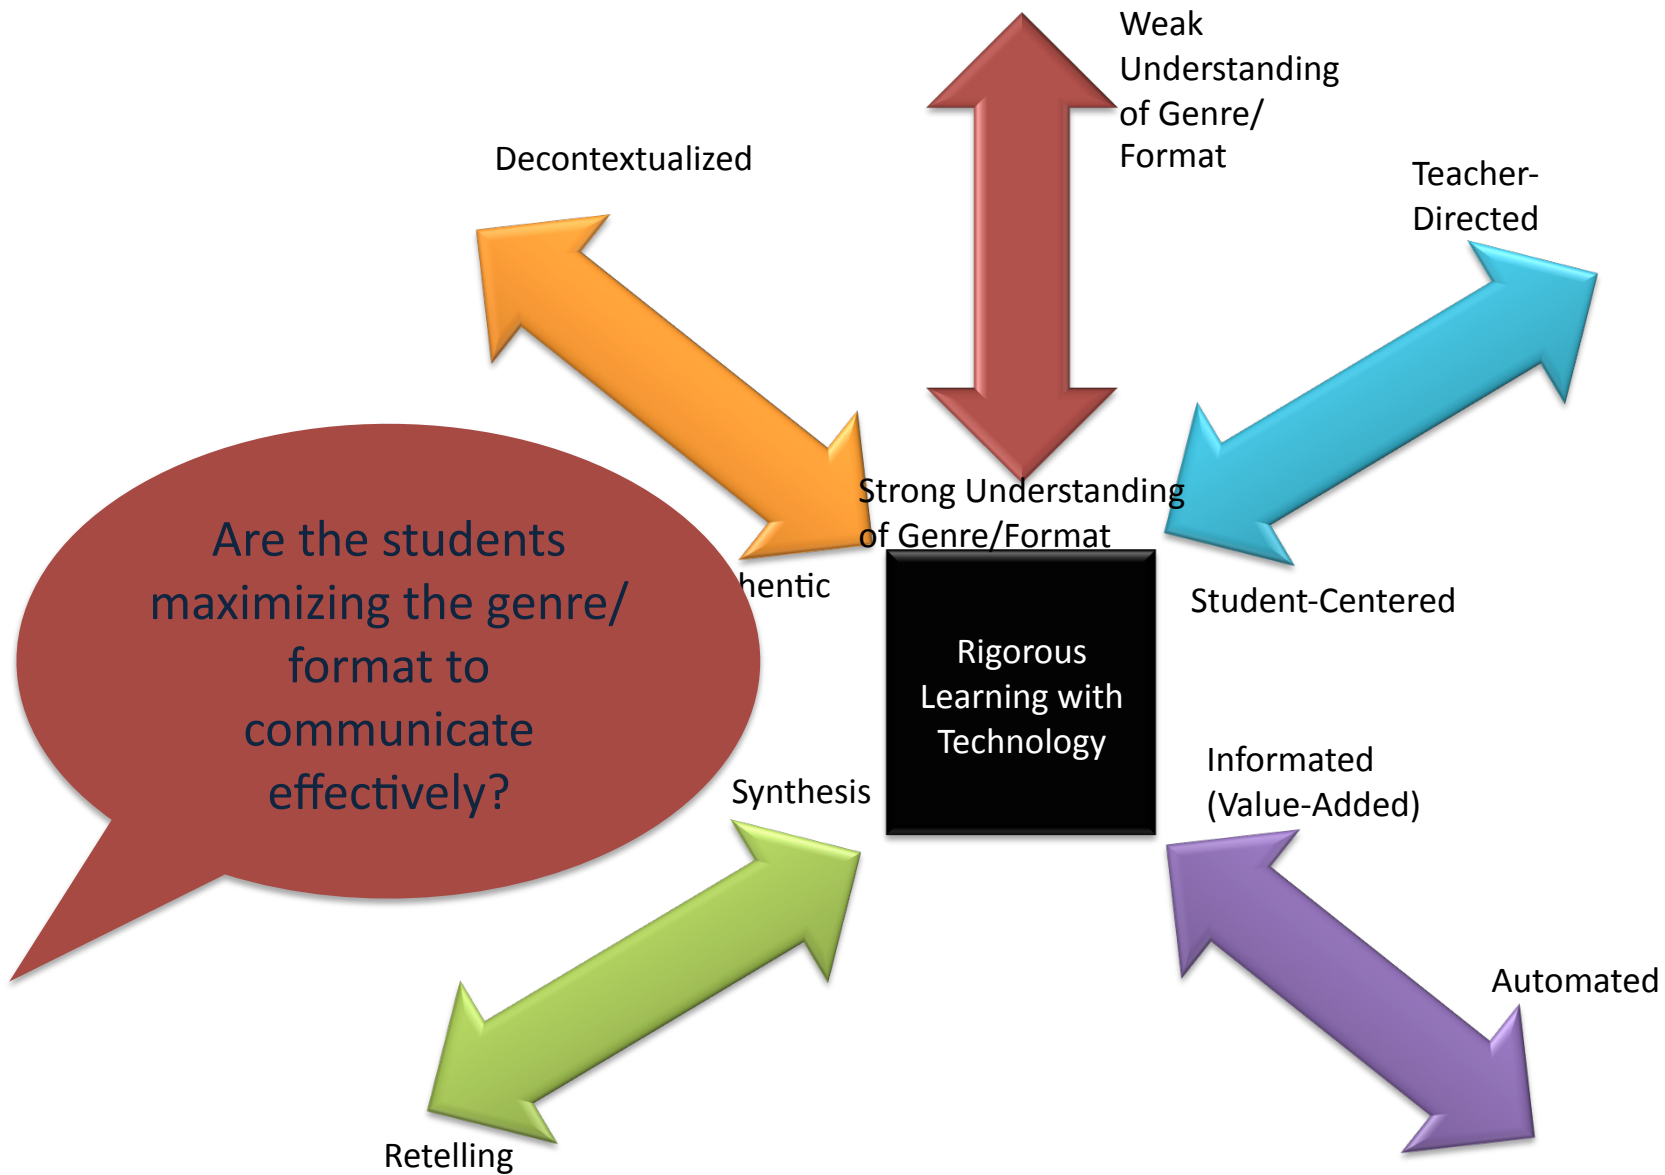 Weak
Understanding
of Genre/
Format
Decontextualized
Teacher-
Directed
Strong Understanding
of Genre/Format
Are the students
maximizing the genre/
format to
communicate
effectively?
hentic
Student-Centered
Rigorous
Learning with
Technology
Synthesis
Informated
(Value-Added)
Automated
Retelling